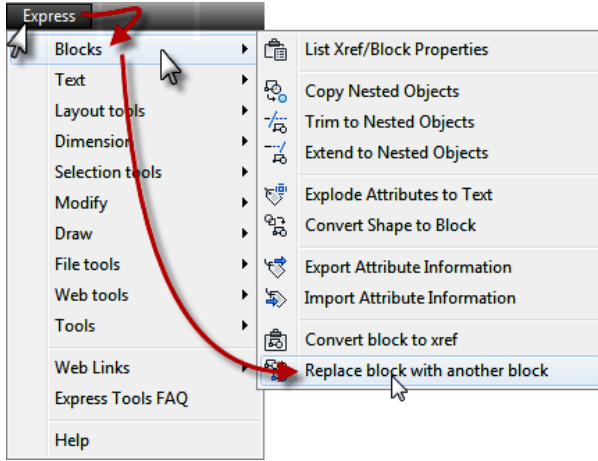 Express
Blocks
Text
Layout tools
Dimension
Selection tools
Modify
Draw
File tools
Web tools
Tools
Web Links
Express Tools FAQ
Help
List Xref/Block Properties
Copy Nested Objects
Trim to Nested Objects
Extend to Nested Objects
Explode Attributes to Text
Convert Shape to Block
Export Attribute Information
Import Attribute Information
Convert block to xref
Replace block with another block